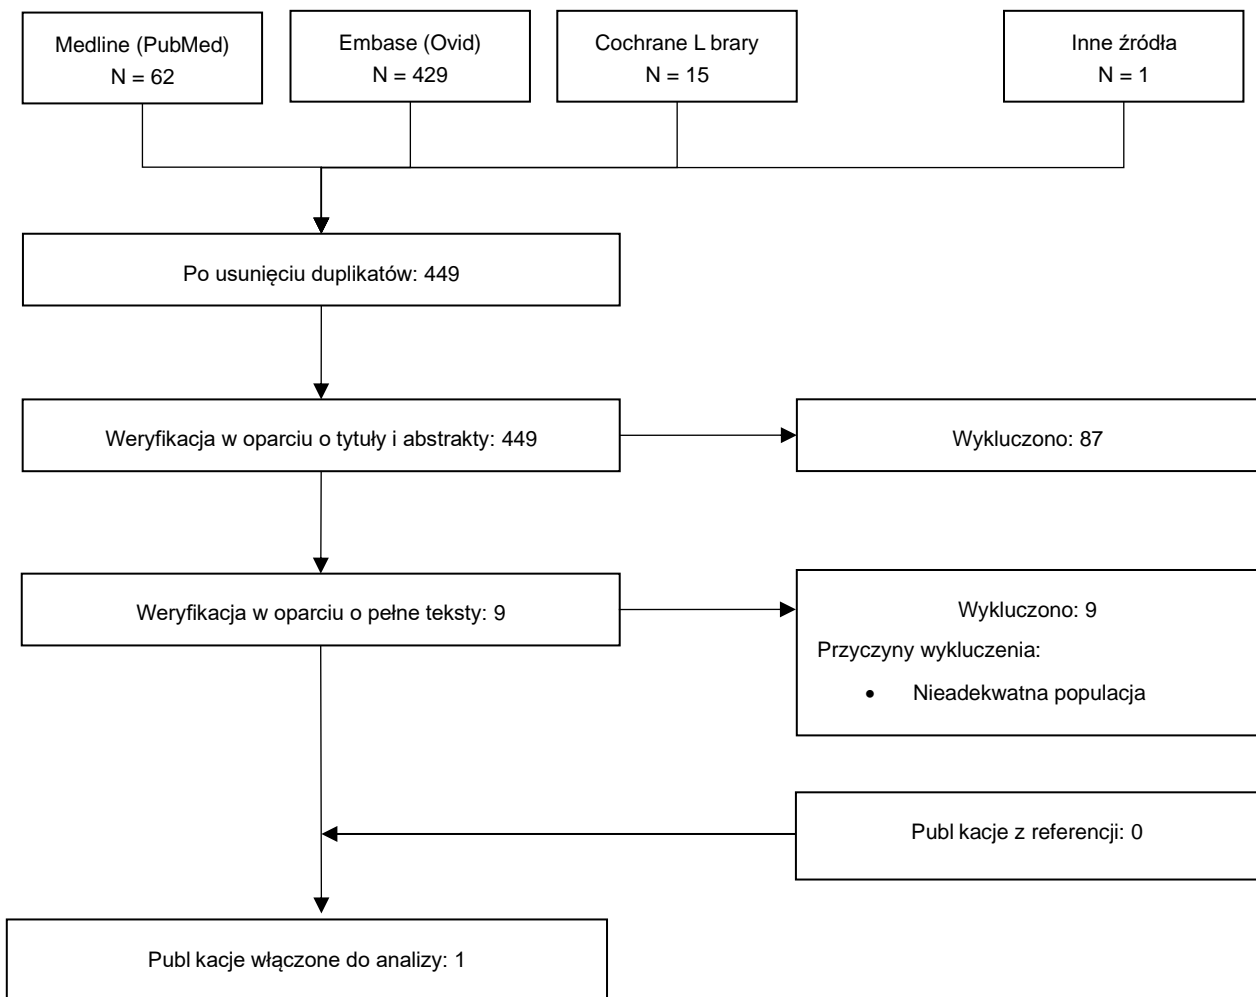 Medline (PubMed)
N = 62
Embase (Ovid)
N = 429
Cochrane L brary
N = 15
Inne źródła
N = 1
Po usunięciu duplikatów: 449
Weryfikacja w oparciu o tytuły i abstrakty: 449
Wykluczono: 87
Weryfikacja w oparciu o pełne teksty: 9
Wykluczono: 9
Przyczyny wykluczenia:
• Nieadekwatna populacja
Publ kacje z referencji: 0
Publ kacje włączone do analizy: 1